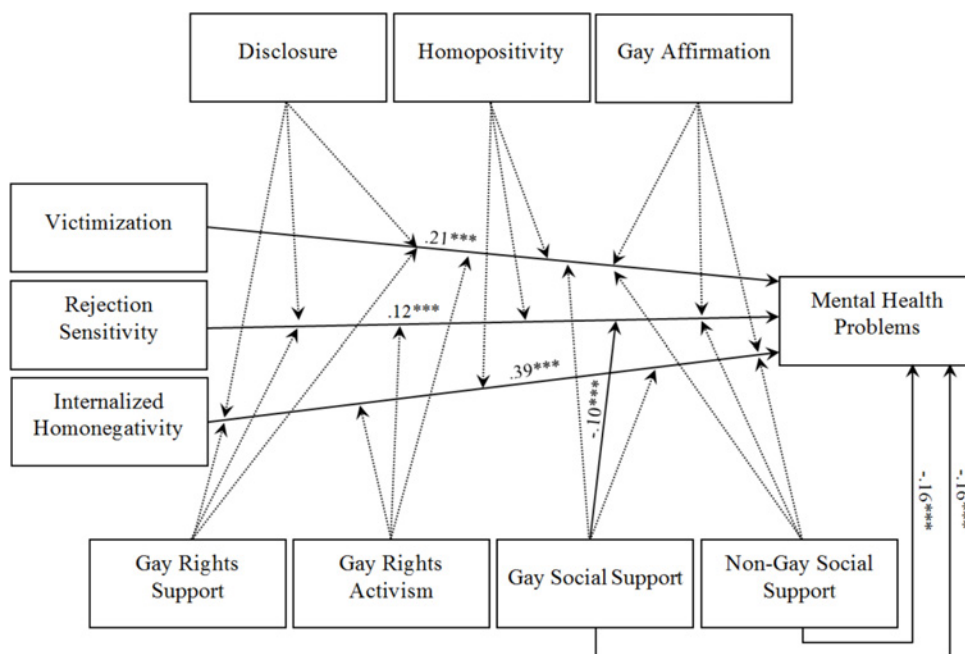 Disclosure
Homopositivity
Gay Affirmation
Victimization
.21***
Rejection
Sensitivity
.12***
Mental Health
Problems
Internalized
Homonegativity
.39***
-.10***
-.16***
-.16***
Gay Rights
Support
Gay Rights
Activism
Gay Social Support
Non-Gay Social
Support